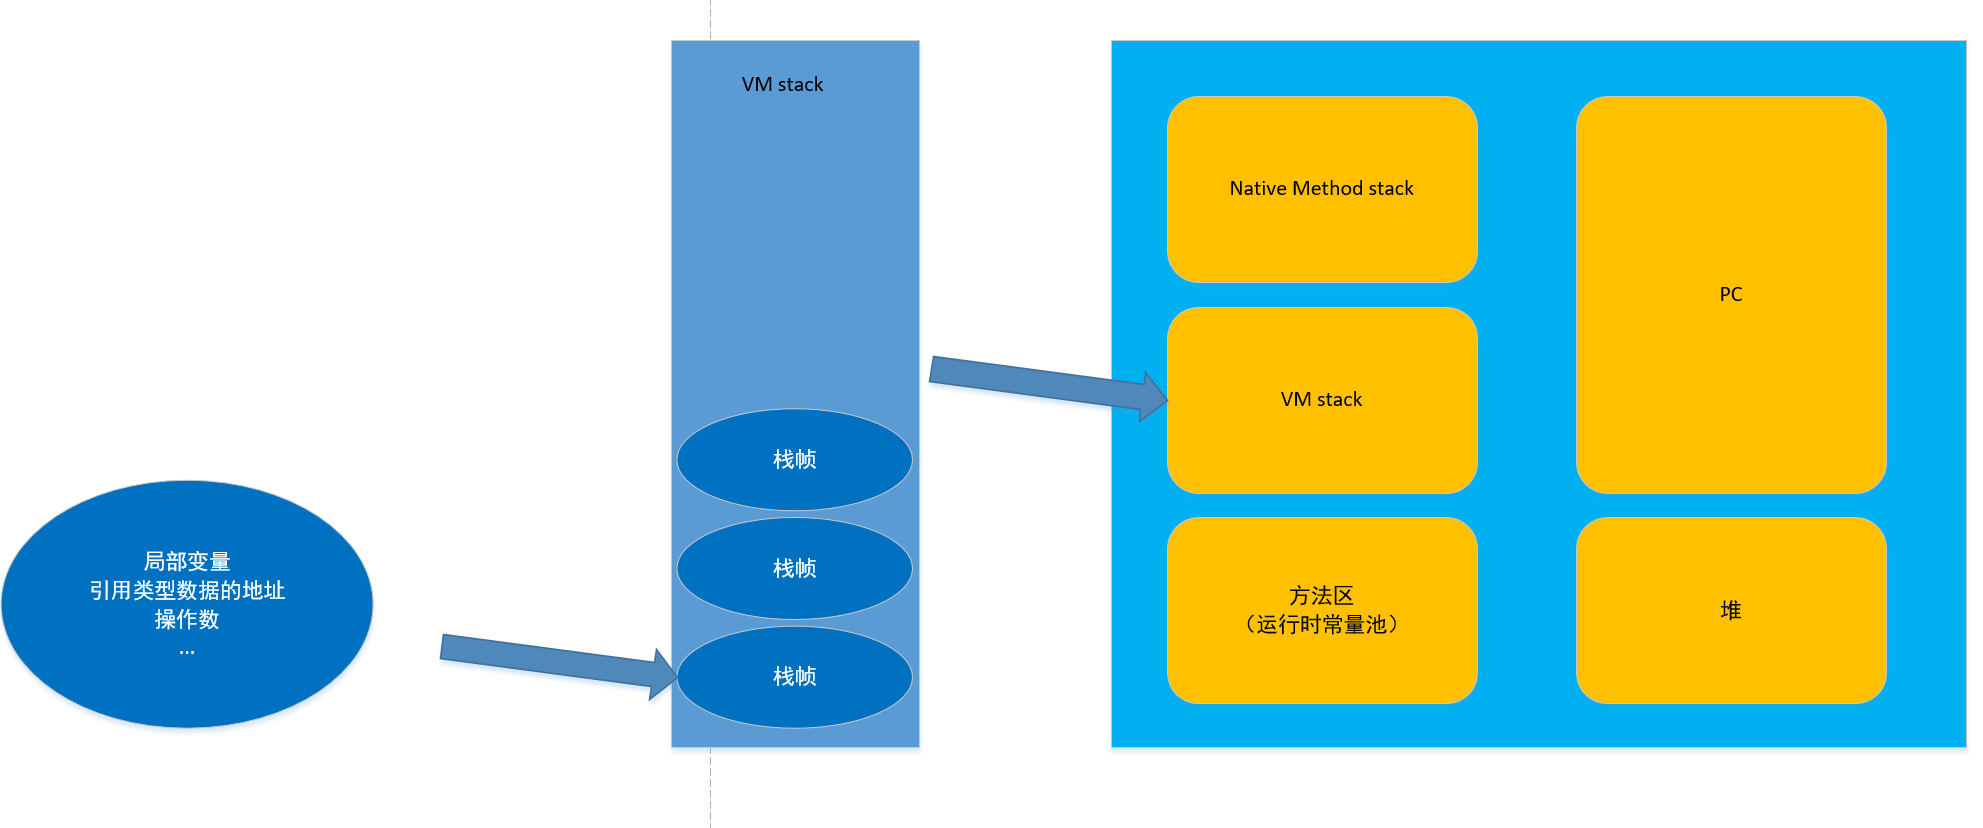 局部变量
引用类型数据的地址
操作数
...
VM stack
栈帧
栈帧
栈帧
Native Method stack
PC
VM stack
方法区
（运行时常量池）
堆